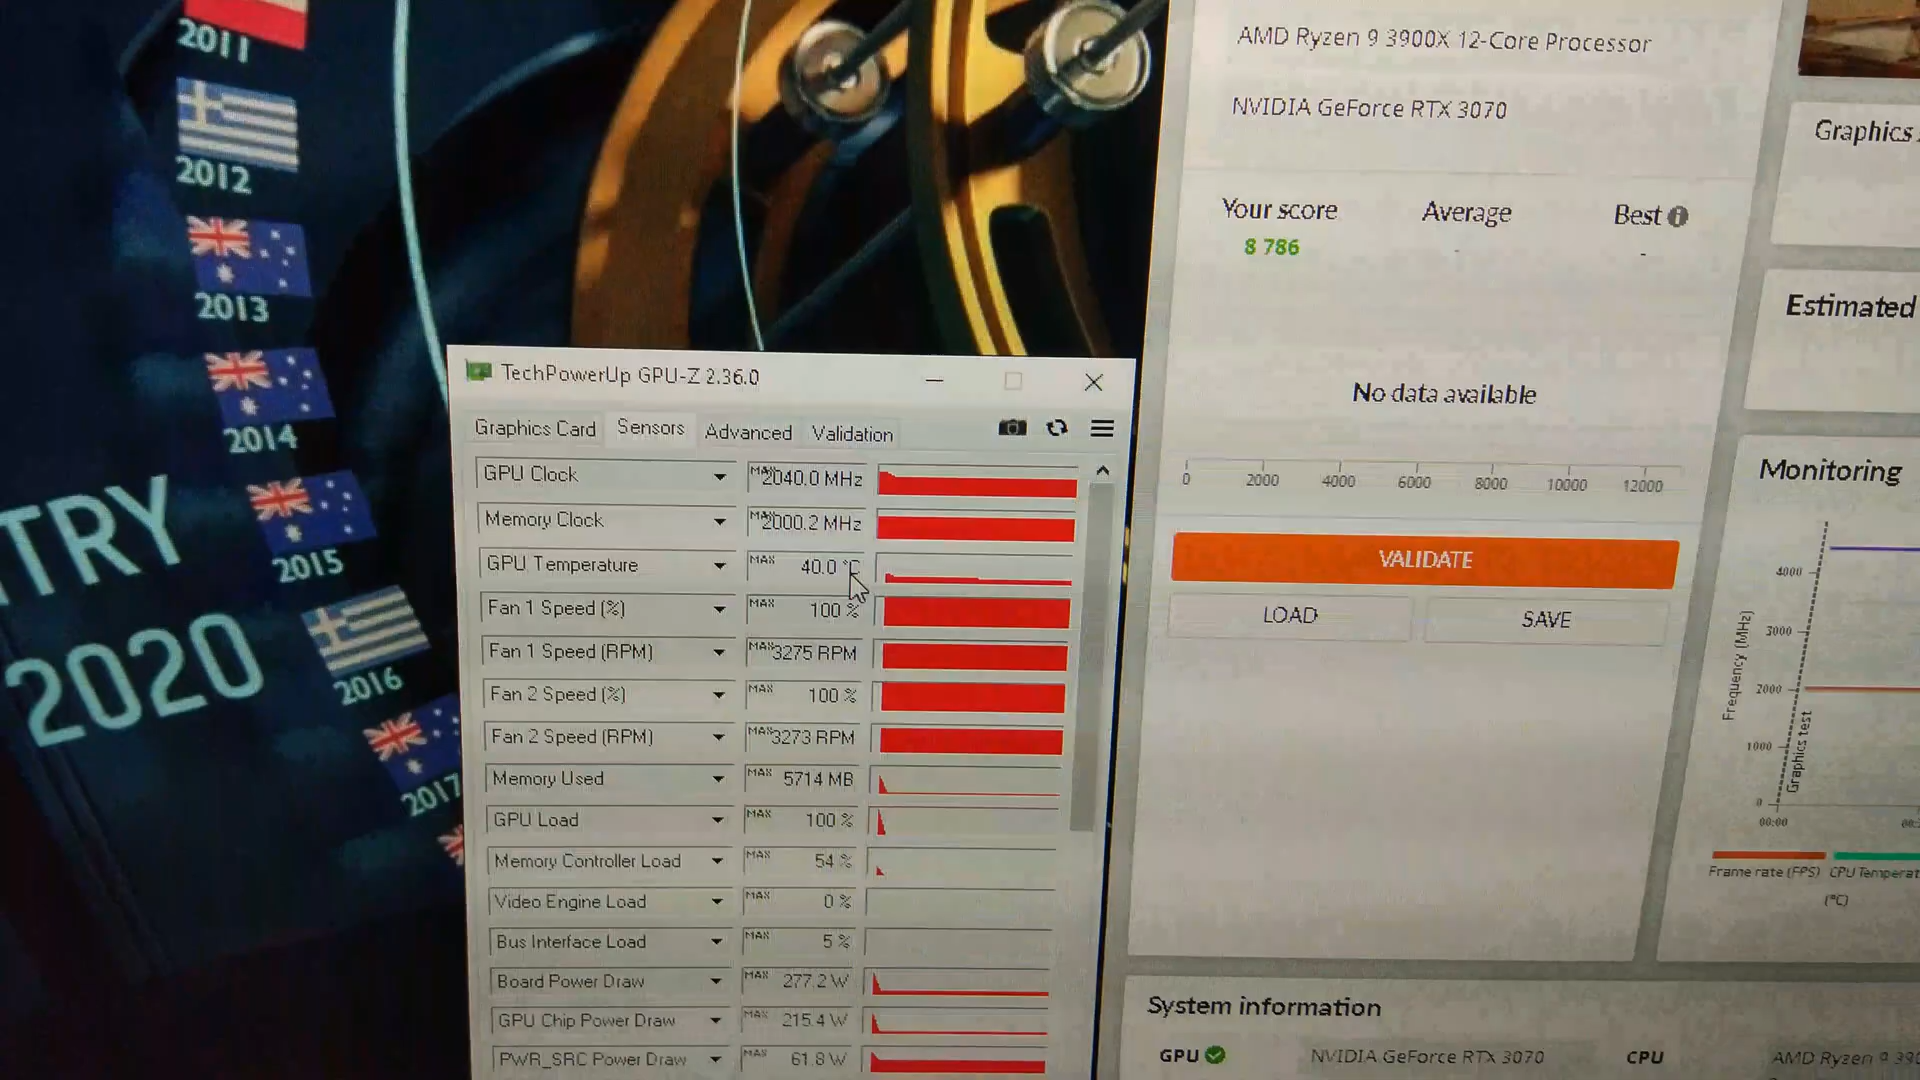 2011
2012
2013
2014
2015
2016
2017
TRY
2020
TechPowerUp GPU-Z 2.36.0
Graphics Card Sensors Advanced Validation
GPU Clock MAX 2040.0 MHz
Memory Clock MAX 2000.2 MHz
GPU Temperature MAX 40.0 °C
Fan 1 Speed (%) MAX 100 %
Fan 1 Speed (RPM) MAX 3275 RPM
Fan 2 Speed (%) MAX 100 %
Fan 2 Speed (RPM) MAX 3273 RPM
Memory Used MAX 5714 MB
GPU Load MAX 100 %
Memory Controller Load MAX 54 %
Video Engine Load MAX 0 %
Bus Interface Load MAX 5 %
Board Power Draw MAX 277.2 W
GPU Chip Power Draw MAX 215.4 W
PWR_SRC Power Draw MAX 61.8 W
AMD Ryzen 9 3900X 12-Core Processor
NVIDIA GeForce RTX 3070
Your score Average Best
8 786 - -
No data available
0 2000 4000 6000 8000 10000 12000
VALIDATE
LOAD SAVE
Graphics
Estimated
Monitoring
Frequency (MHz)
4000
3000
2000
1000
0
Graphics test
00:00
Frame rate (FPS) CPU Temperat
(°C)
System information
GPU NVIDIA GeForce RTX 3070 CPU AMD Ryzen 9 390